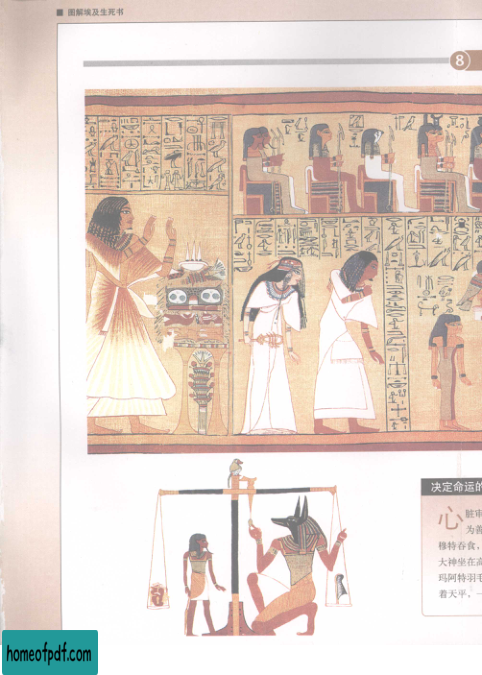 ■ 图解埃及生死书
8
决定命运的
心脏审
为善
穆特吞食,
大神坐在高
玛阿特羽毛
着天平,一
homeofpdf.com